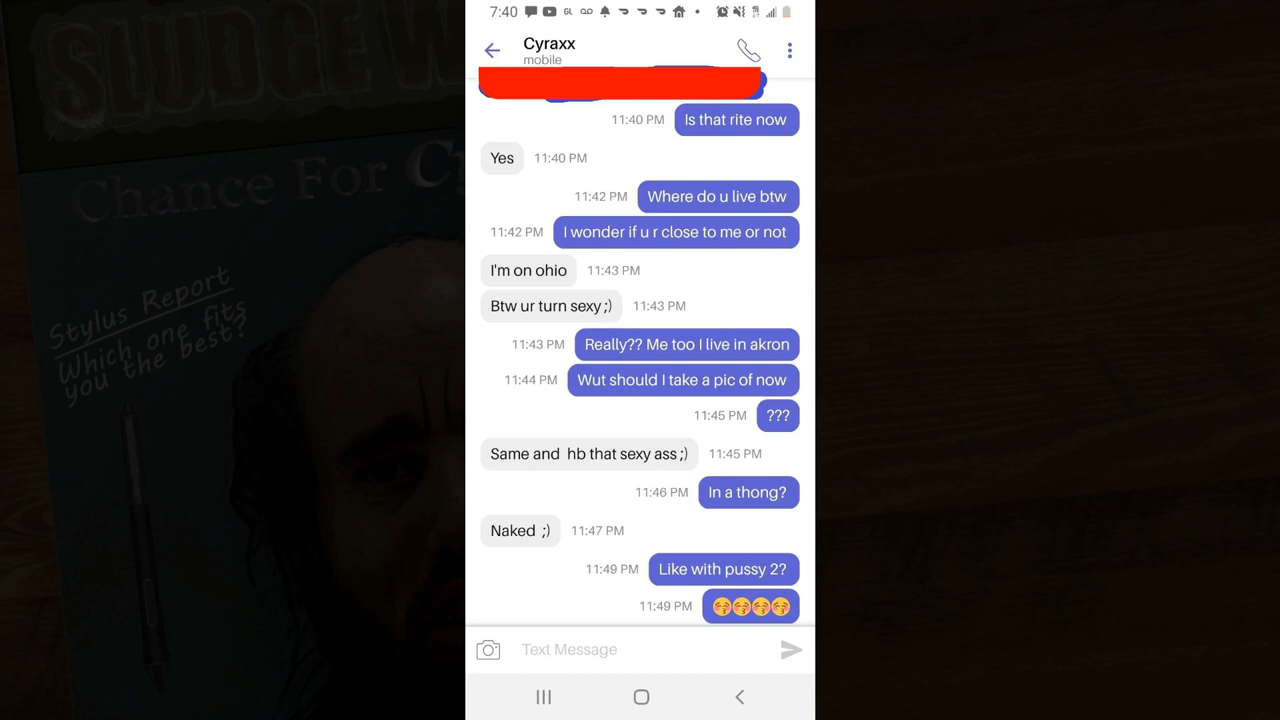 SLUDGE W
Chance For Cy
Stylus Report
Which one fits
you the best?
7:40
Cyraxx
mobile
11:40 PM Is that rite now
Yes 11:40 PM
11:42 PM Where do u live btw
11:42 PM I wonder if u r close to me or not
I'm on ohio 11:43 PM
Btw ur turn sexy ;) 11:43 PM
11:43 PM Really?? Me too I live in akron
11:44 PM Wut should I take a pic of now
11:45 PM ???
Same and hb that sexy ass ;) 11:45 PM
11:46 PM In a thong?
Naked ;) 11:47 PM
11:49 PM Like with pussy 2?
11:49 PM 😚😚😚😚
Text Message